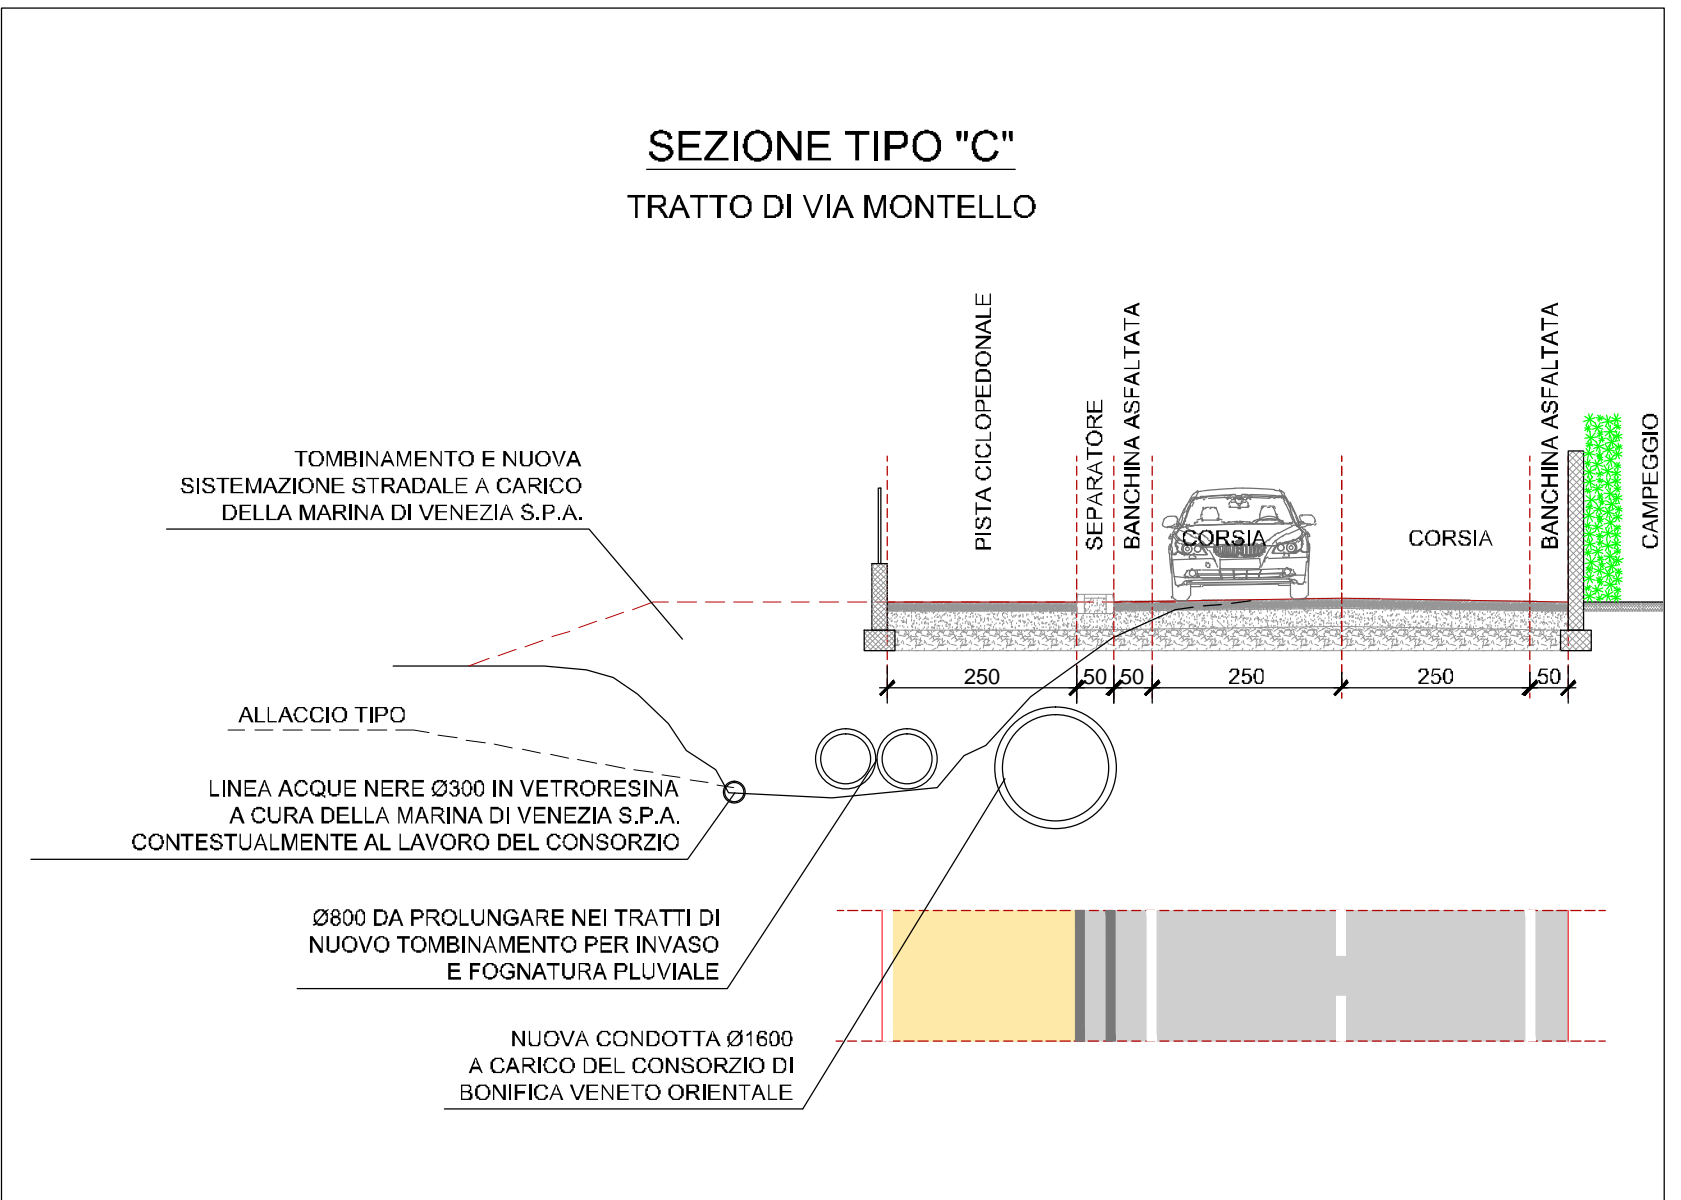 SEZIONE TIPO "C"
TRATTO DI VIA MONTELLO
PISTA CICLOPEDONALE
SEPARATORE
BANCHINA ASFALTATA
CORSIA
CORSIA
BANCHINA ASFALTATA
CAMPEGGIO
TOMBINAMENTO E NUOVA
SISTEMAZIONE STRADALE A CARICO
DELLA MARINA DI VENEZIA S.P.A.
250
50
50
250
250
50
ALLACCIO TIPO
LINEA ACQUE NERE Ø300 IN VETRORESINA
A CURA DELLA MARINA DI VENEZIA S.P.A.
CONTESTUALMENTE AL LAVORO DEL CONSORZIO
Ø800 DA PROLUNGARE NEI TRATTI DI
NUOVO TOMBINAMENTO PER INVASO
E FOGNATURA PLUVIALE
NUOVA CONDOTTA Ø1600
A CARICO DEL CONSORZIO DI
BONIFICA VENETO ORIENTALE